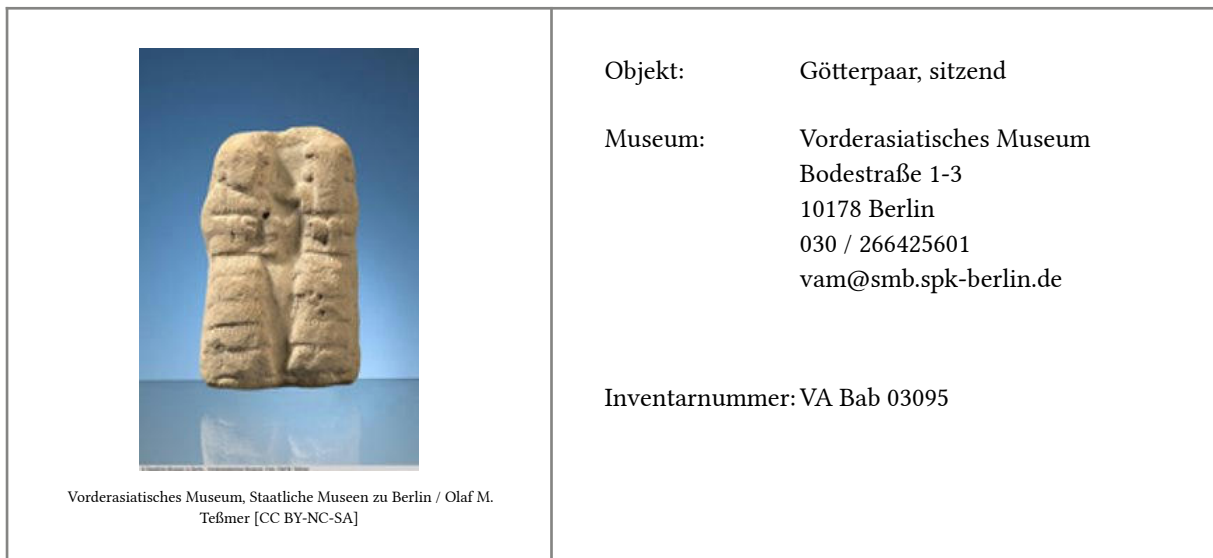 Objekt: Götterpaar, sitzend
Museum: Vorderasiatisches Museum
Bodestraße 1-3
10178 Berlin
030 / 266425601
vam@smb.spk-berlin.de
Inventarnummer: VA Bab 03095
Vorderasiatisches Museum, Staatliche Museen zu Berlin / Olaf M.
Teßmer [CC BY-NC-SA]